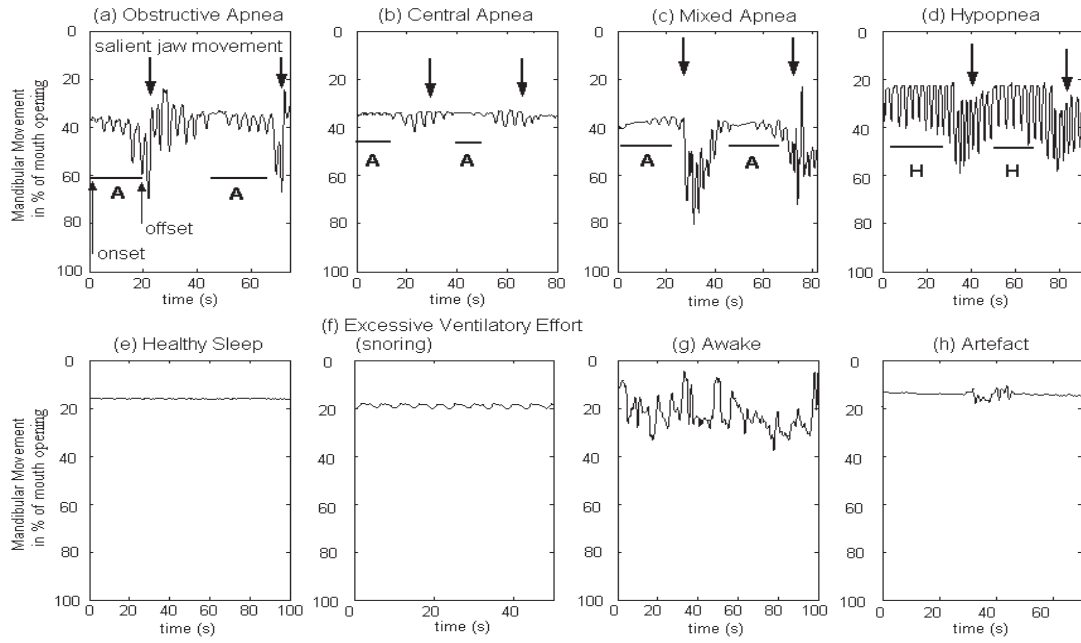 (a) Obstructive Apnea
(b) Central Apnea
(c) Mixed Apnea
(d) Hypopnea
Mandibular Movement
in % of mouth opening
0
20
40
60
80
100
salient jaw movement
A
A
onset
offset
0 20 40 60
time (s)
0
20
40
60
80
100
A
A
0 20 40 60 80
time (s)
0
20
40
60
80
100
A
A
0 20 40 60 80
time (s)
0
20
40
60
80
100
H
H
0 20 40 60 80
time (s)
(e) Healthy Sleep
(f) Excessive Ventilatory Effort
(snoring)
(g) Awake
(h) Artefact
Mandibular Movement
in % of mouth opening
0
20
40
60
80
100
0 20 40 60 80 100
time (s)
0
20
40
60
80
100
0 20 40
time (s)
0
20
40
60
80
100
0 20 40 60 80 100
time (s)
0
20
40
60
80
100
0 20 40 60
time (s)